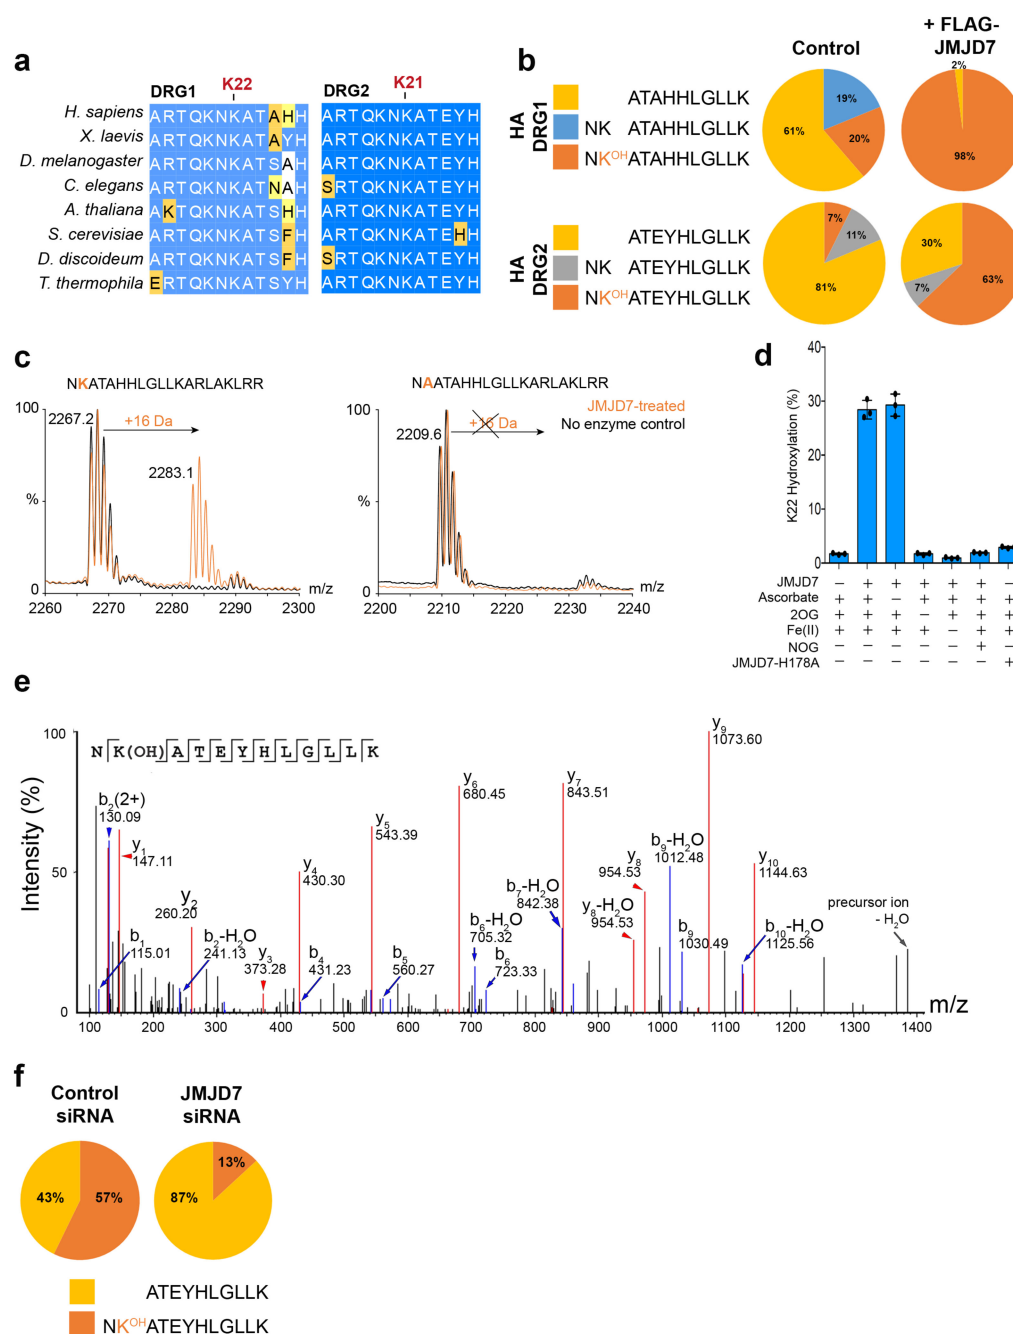 a
DRG1
K22
DRG2
K21
H. sapiens ARTQKNKATAHH ARTQKNKATEYH
X. laevis ARTQKNKATAYH ARTQKNKATEYH
D. melanogaster ARTQKNKATSAH ARTQKNKATEYH
C. elegans ARTQKNKATNAH SRTQKNKATEYH
A. thaliana AKTQKNKATSHH ARTQKNKATEYH
S. cerevisiae ARTQKNKATSFH ARTQKNKATEHH
D. discoideum ARTQKNKATSFH SRTQKNKATEYH
T. thermophila ERTQKNKATSYH ARTQKNKATEYH
b
Control
+ FLAG-
JMJD7
HA
DRG1
ATAHHLGLLK
NK ATAHHLGLLK
NK^OH ATAHHLGLLK
19%
61%
20%
2%
98%
HA
DRG2
ATEYHLGLLK
NK ATEYHLGLLK
NK^OH ATEYHLGLLK
7%
11%
81%
30%
7%
63%
c
NKATAHHLGLLKARLAKLRR
100
2267.2
+16 Da
2283.1
%
0
2260 2270 2280 2290 2300
m/z
NAATAHHLGLLKARLAKLRR
JMJD7-treated
No enzyme control
100
2209.6
+16 Da
%
0
2200 2210 2220 2230 2240
m/z
d
K22 Hydroxylation (%)
40
30
20
10
0
JMJD7 − + + + + + −
Ascorbate + + − + + + +
2OG + + + − + + +
Fe(II) + + + + − + +
NOG − − − − − + −
JMJD7-H178A − − − − − − +
e
Intensity (%)
100
50
0
N K(OH) A T E Y H L G L L K
b2(2+)
130.09
y1
147.11
b1
115.01
y2
260.20
b2-H2O
241.13
y3
373.28
y4
430.30
b4
431.23
y5
543.39
b5
560.27
y6
680.45
b6-H2O
705.32
b6
723.33
y7
843.51
b7-H2O
842.38
y8
954.53
y8-H2O
954.53
b9-H2O
1012.48
b9
1030.49
y9
1073.60
y10
1144.63
b10-H2O
1125.56
precursor ion
- H2O
100 200 300 400 500 600 700 800 900 1000 1100 1200 1300 1400
m/z
f
Control
siRNA
JMJD7
siRNA
43%
57%
87%
13%
ATEYHLGLLK
NK^OH ATEYHLGLLK